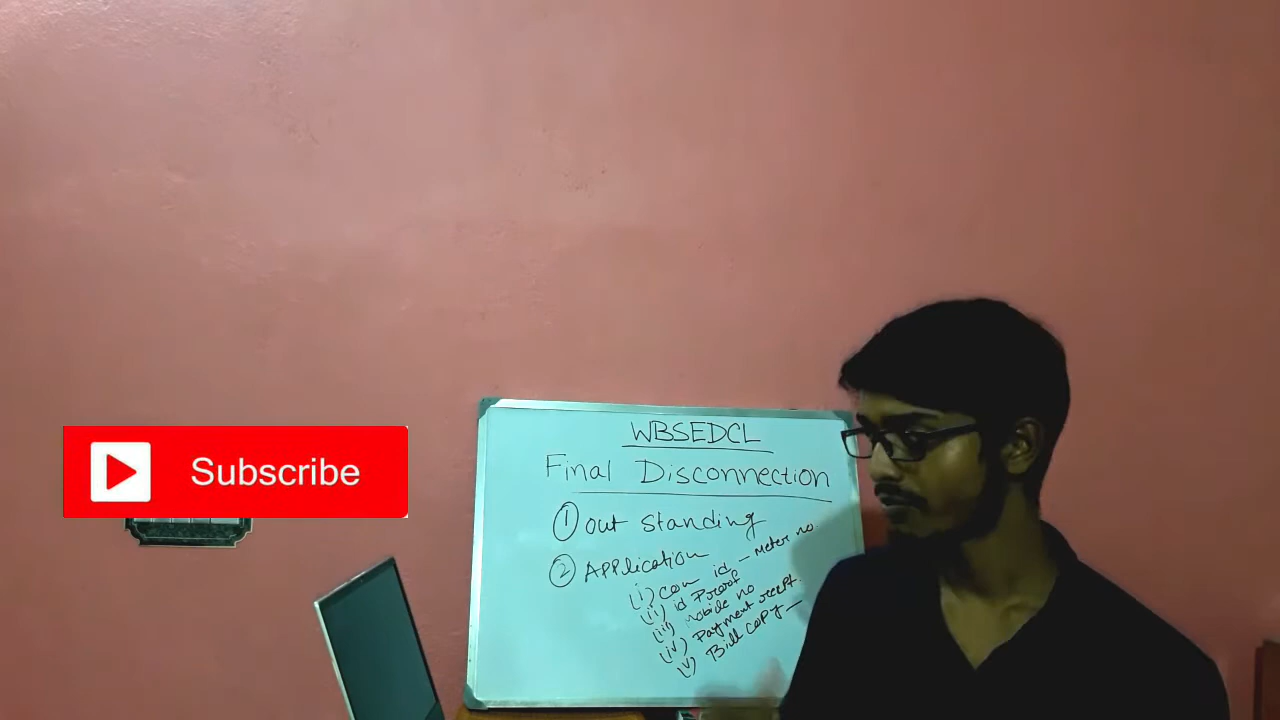 Subscribe
WBSEDCL
Final Disconnection
① Out standing
② Application
(i) Con id - Meter no
(ii) id Proof
(iii) Mobile no
(iv) Payment
(v) Bill copy -